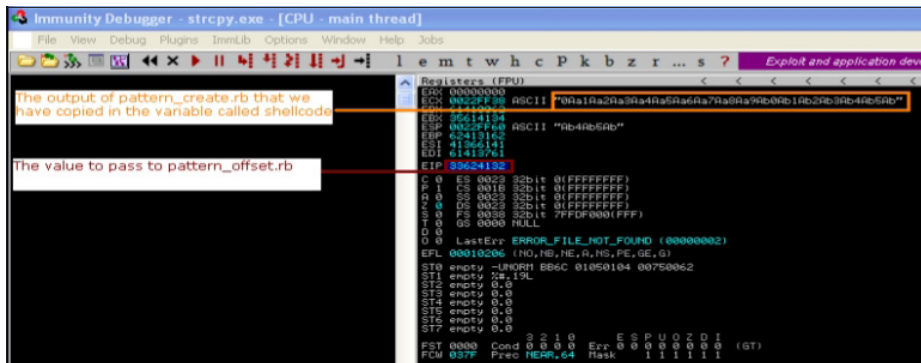 Immunity Debugger - strcpy.exe - [CPU - main thread]
File View Debug Plugins ImmLib Options Window Help Jobs
l e m t w h c P k b z r ... s ? Exploit and application dev
Registers (FPU) < < < < < <
EAX 00000000
ECX 0022FF38 ASCII "0Aa1Aa2Aa3Aa4Aa5Aa6Aa7Aa8Aa9Ab0Ab1Ab2Ab3Ab4Ab5Ab"
The output of pattern_create.rb that we
have copied in the variable called shellcode
EBX 35614134
ESP 0022FF60 ASCII "Ab4Ab5Ab"
EBP 62413162
ESI 41366141
EDI 61413761
The value to pass to pattern_offset.rb
EIP 33624132
C 0 ES 0023 32bit 0(FFFFFFFF)
P 1 CS 001B 32bit 0(FFFFFFFF)
A 0 SS 0023 32bit 0(FFFFFFFF)
Z 0 DS 0023 32bit 0(FFFFFFFF)
S 0 FS 0038 32bit 7FFDF000(FFF)
T 0 GS 0000 NULL
D 0
O 0 LastErr ERROR_FILE_NOT_FOUND (00000002)
EFL 00010206 (NO,NB,NE,A,NS,PE,GE,G)
ST0 empty -UNORM BB6C 01050104 00750062
ST1 empty %#.19L
ST2 empty 0.0
ST3 empty 0.0
ST4 empty 0.0
ST5 empty 0.0
ST6 empty 0.0
ST7 empty 0.0
3 2 1 0 E S P U O Z D I
FST 0000 Cond 0 0 0 0 Err 0 0 0 0 0 0 0 0 (GT)
FCW 037F Prec NEAR,64 Mask 1 1 1 1 1 1